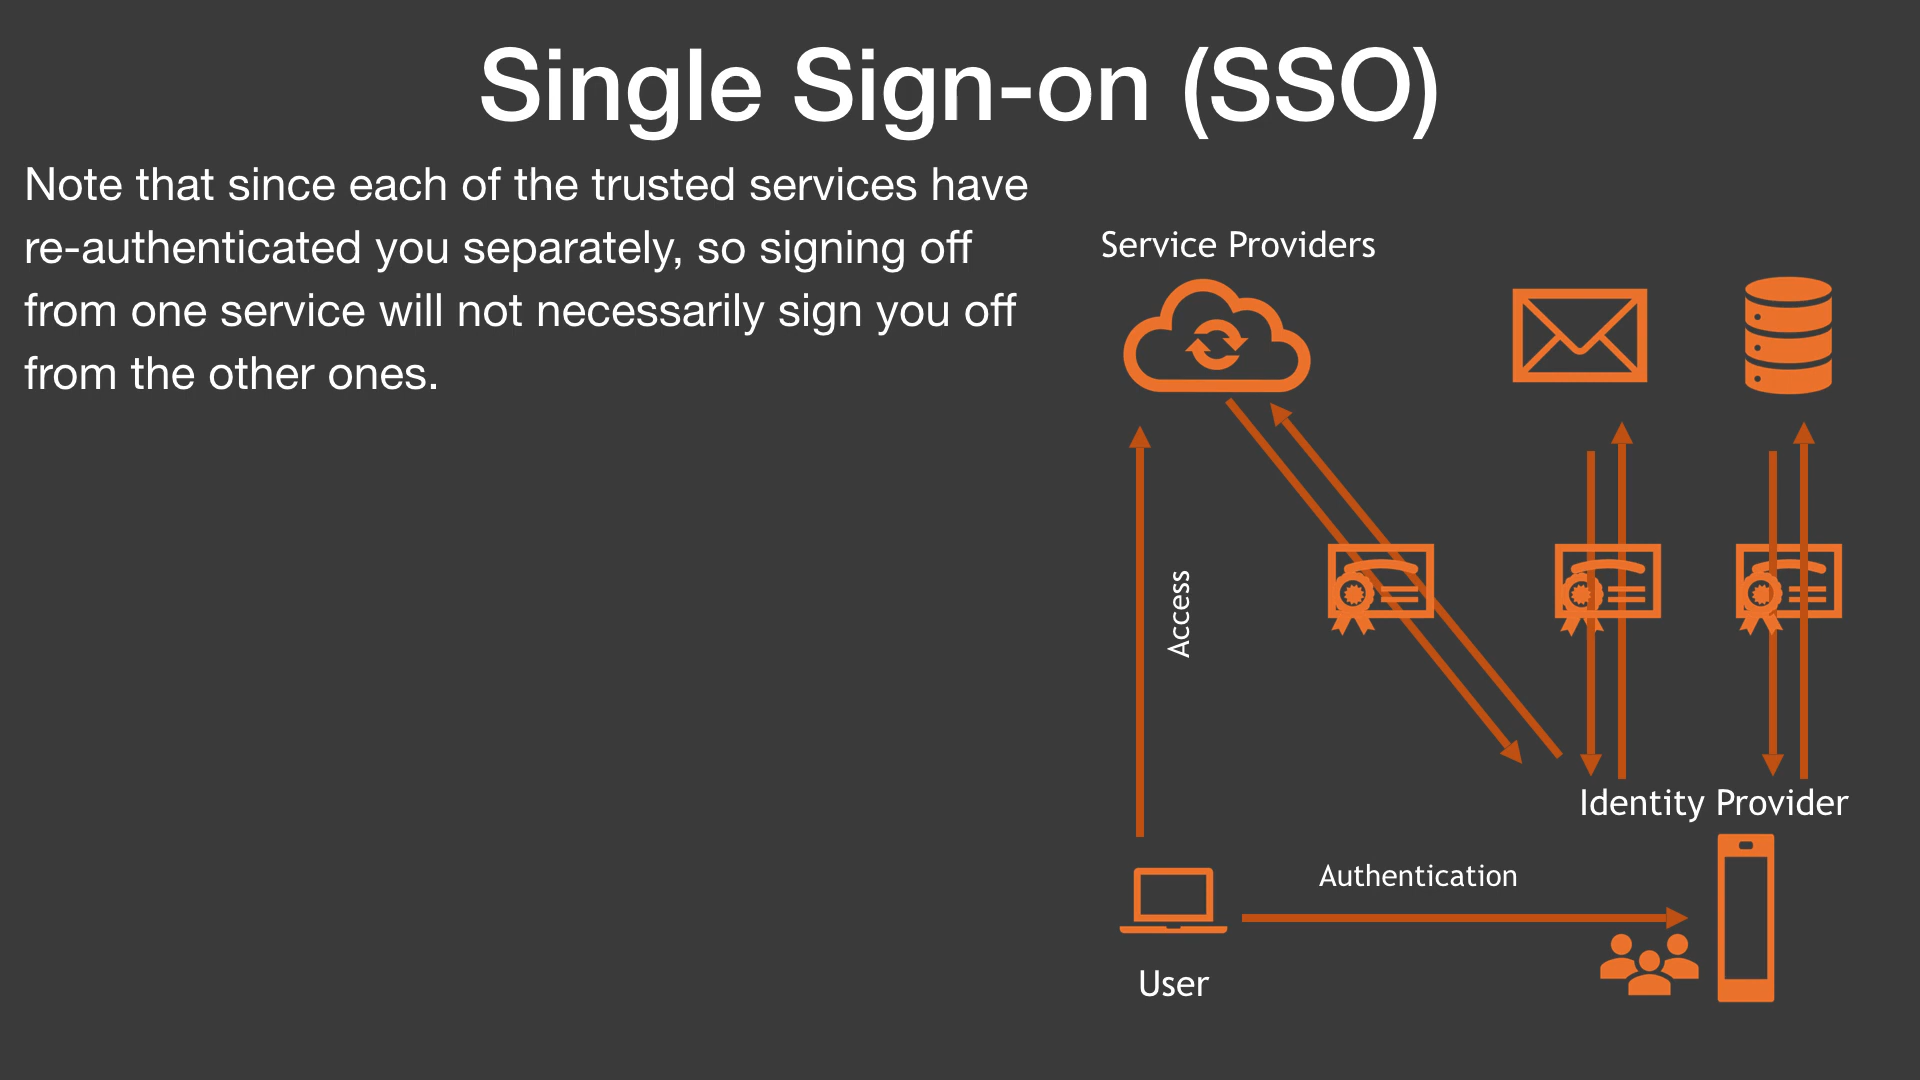 Single Sign-on (SSO)
Note that since each of the trusted services have
re-authenticated you separately, so signing off
from one service will not necessarily sign you off
from the other ones.
Service Providers
Access
Identity Provider
Authentication
User